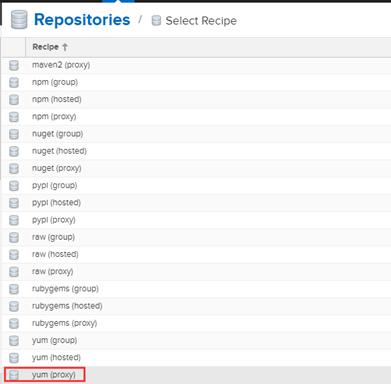 Repositories / Select Recipe
Recipe ↑
maven2 (proxy)
npm (group)
npm (hosted)
npm (proxy)
nuget (group)
nuget (hosted)
nuget (proxy)
pypi (group)
pypi (hosted)
pypi (proxy)
raw (group)
raw (hosted)
raw (proxy)
rubygems (group)
rubygems (hosted)
rubygems (proxy)
yum (group)
yum (hosted)
yum (proxy)